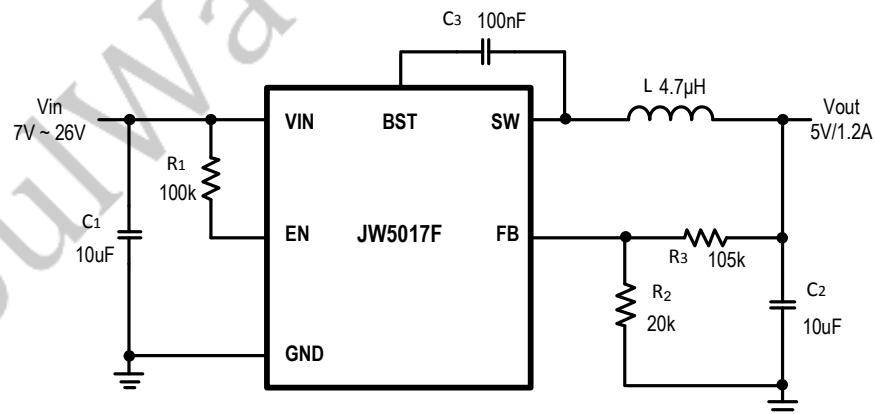 C3 100nF
L 4.7µH
Vin
7V ~ 26V
VIN
BST
SW
Vout
5V/1.2A
R1
100k
C1
10uF
EN
JW5017F
FB
R3
105k
R2
20k
C2
10uF
GND